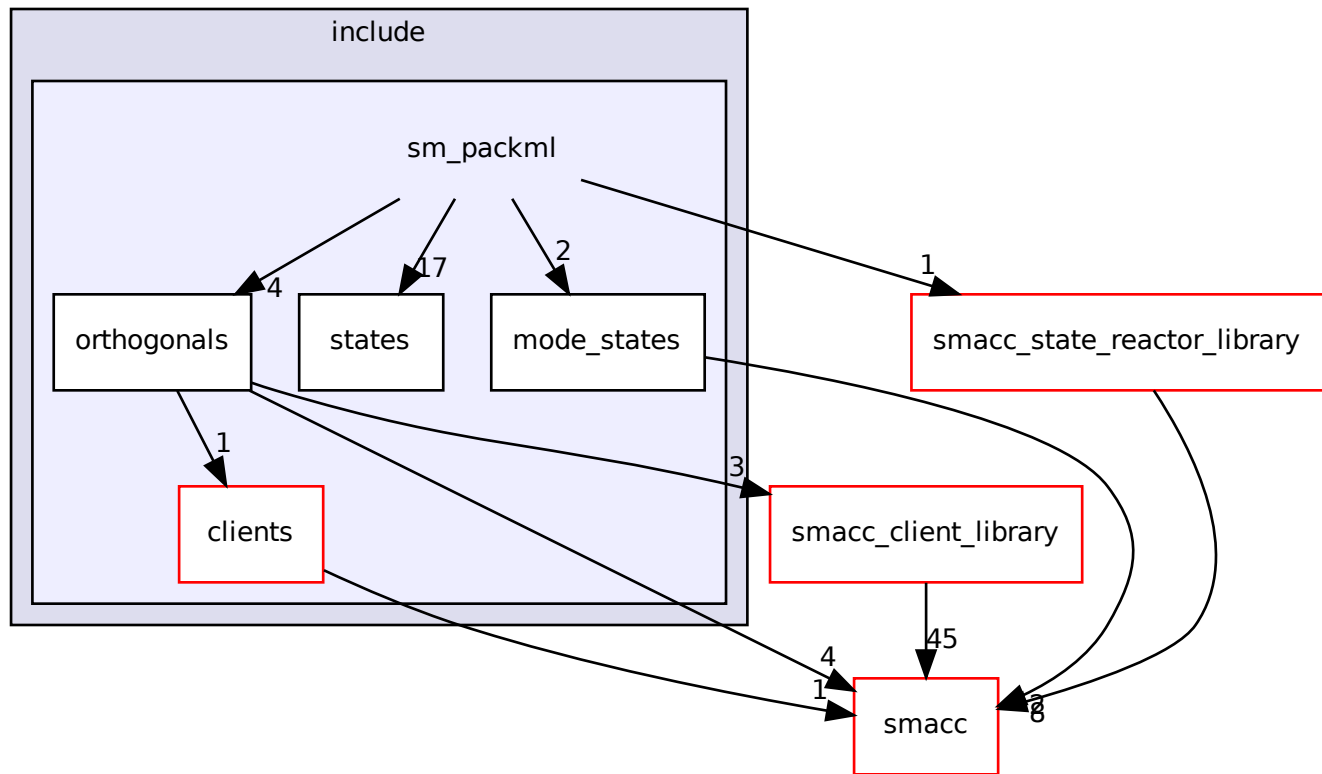 include
sm_packml
4
17
2
1
orthogonals
states
mode_states
smacc_state_reactor_library
1
3
clients
smacc_client_library
4
1
45
2
8
smacc